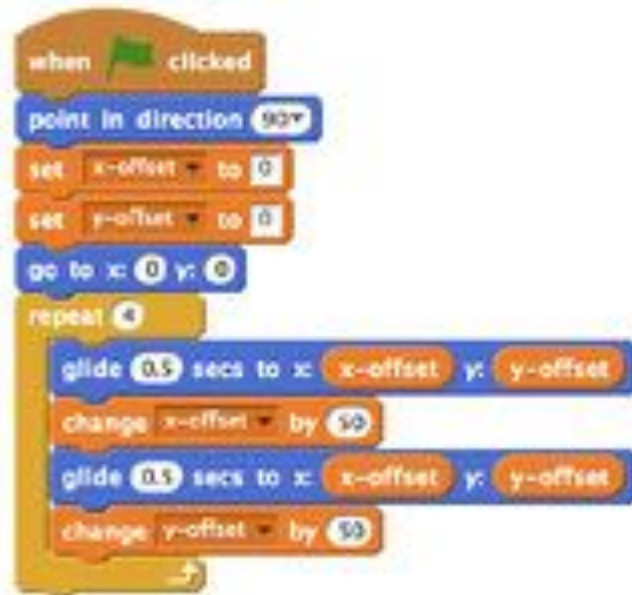 when clicked
point in direction 90
set x-offset to 0
set y-offset to 0
go to x: 0 y: 0
repeat 4
glide 0.5 secs to x: x-offset y: y-offset
change x-offset by 50
glide 0.5 secs to x: x-offset y: y-offset
change y-offset by 50